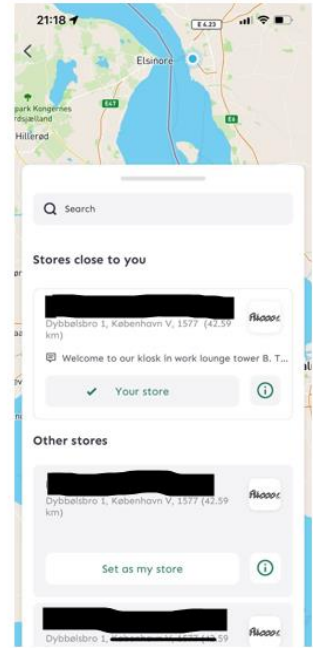 21:18
E 4.23
Elsinore
park Kongernes
Hillerød
E47
E6
Search
Stores close to you
Dybbølsbro 1, København V, 1577 (42.59
km)
Welcome to our kiosk in work lounge tower B. T...
Your store
Other stores
Dybbølsbro 1, København V, 1577 (42.59
km)
Set as my store
Dybbølsbro 1,